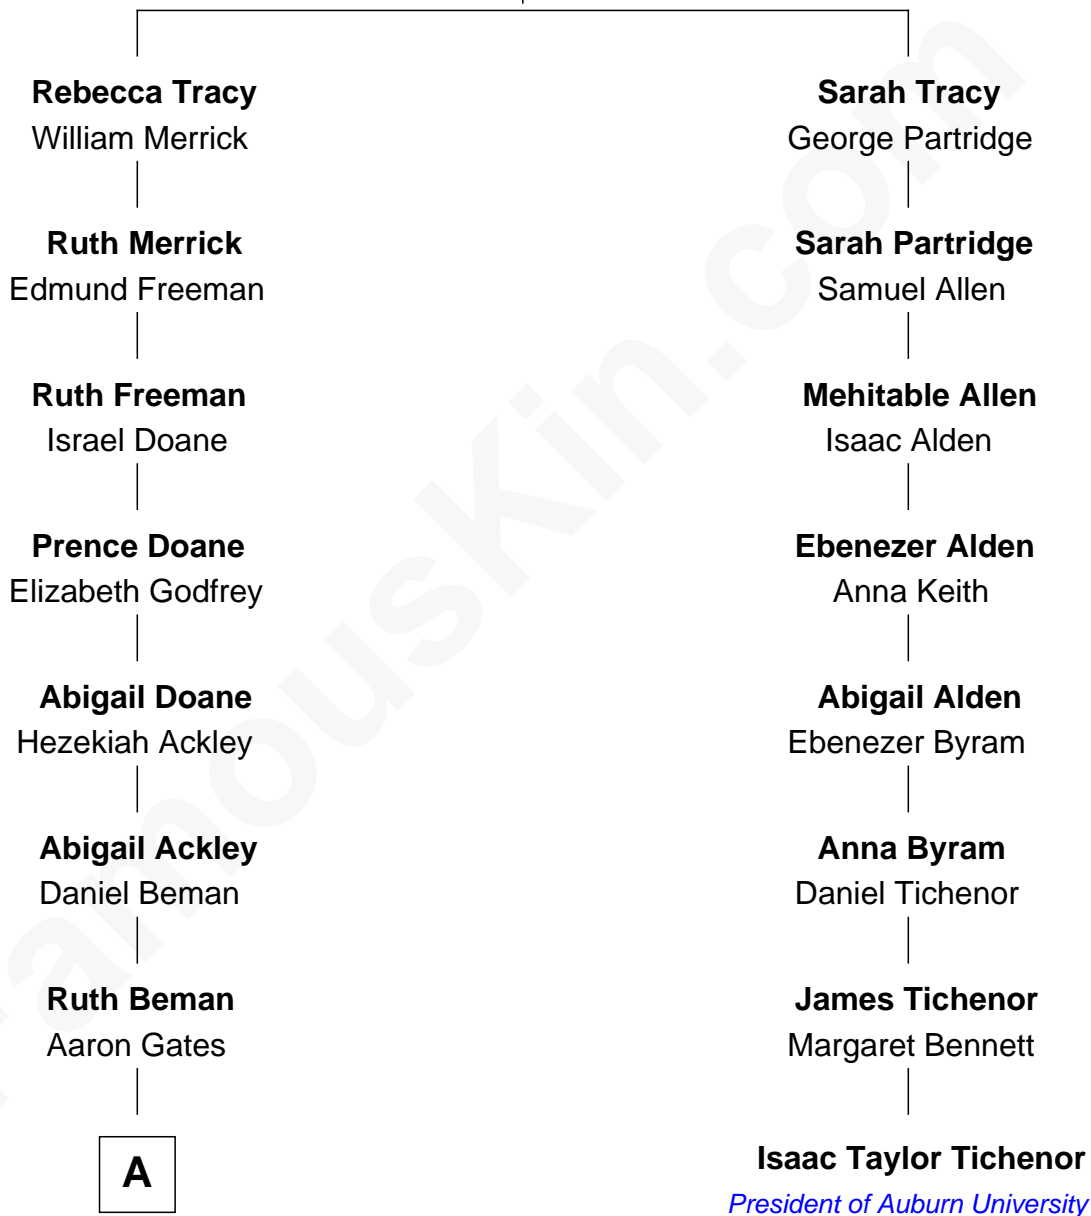 Rebecca Tracy
William Merrick
Sarah Tracy
George Partridge
Ruth Merrick
Edmund Freeman
Sarah Partridge
Samuel Allen
Ruth Freeman
Israel Doane
Mehitable Allen
Isaac Alden
Prence Doane
Elizabeth Godfrey
Ebenezer Alden
Anna Keith
Abigail Doane
Hezekiah Ackley
Abigail Alden
Ebenezer Byram
Abigail Ackley
Daniel Beman
Anna Byram
Daniel Tichenor
Ruth Beman
Aaron Gates
James Tichenor
Margaret Bennett
A
Isaac Taylor Tichenor
President of Auburn University
FamousKin.com